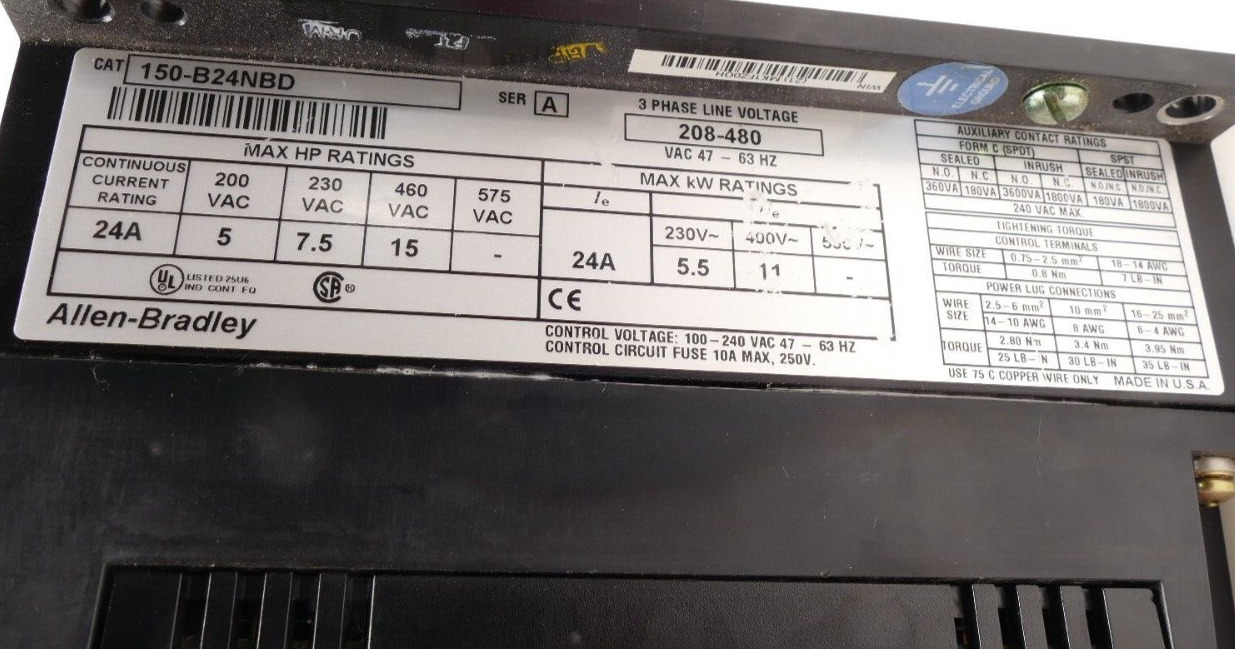 CAT 150-B24NBD
SER A
MAX HP RATINGS
CONTINUOUS CURRENT RATING
200 VAC
230 VAC
460 VAC
575 VAC
24A 5 7.5 15 -
UL LISTED 25U6
IND CONT EQ
SA ®
Allen-Bradley
3 PHASE LINE VOLTAGE
208-480
VAC 47 – 63 HZ
MAX kW RATINGS
Ie
230V~ 400V~
24A 5.5 11 -
CE
CONTROL VOLTAGE: 100–240 VAC 47 – 63 HZ
CONTROL CIRCUIT FUSE 10A MAX, 250V.
WIN
ELECTRICAL
GROUND
AUXILIARY CONTACT RATINGS
FORM C (SPDT) SPST
SEALED INRUSH SEALED INRUSH
N.O. N.C. N.O. N.C. N.O./N.C. N.O./N.C.
360VA 180VA 3600VA 1800VA 180VA 1800VA
240 VAC MAX.
TIGHTENING TORQUE
CONTROL TERMINALS
WIRE SIZE 0.75–2.5 mm² 18–14 AWG
TORQUE 0.8 Nm 7 LB-IN
POWER LUG CONNECTIONS
WIRE SIZE 2.5–6 mm² 10 mm² 16–25 mm²
14–10 AWG 8 AWG 6–4 AWG
TORQUE 2.80 Nm 3.4 Nm 3.95 Nm
25 LB-IN 30 LB-IN 35 LB-IN
USE 75 C COPPER WIRE ONLY MADE IN U.S.A.